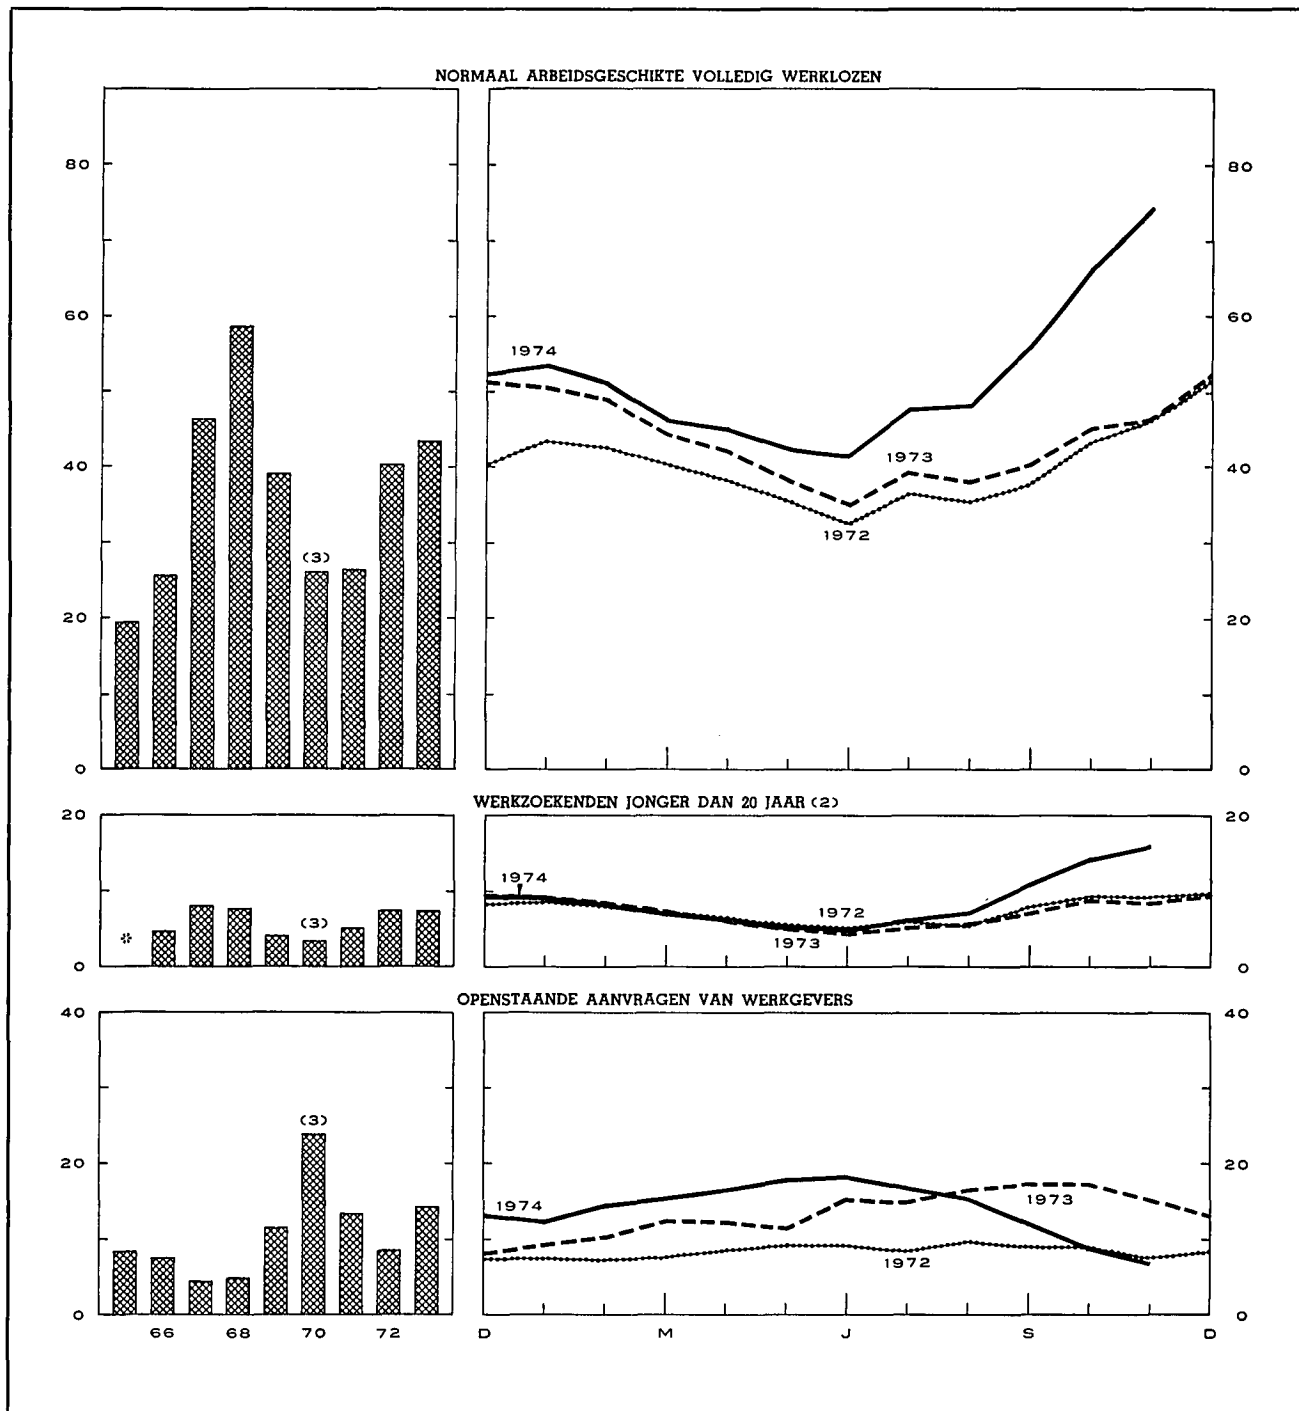 NORMAAL ARBEIDSGESCHIKTE VOLLEDIG WERKLOZEN
80 80
60 60
1974
40 1973 40
1972
(3)
20 20
0 0
WERKZOEKENDEN JONGER DAN 20 JAAR (2)
20 20
1974
* (3) 1972
1973
0 0
OPENSTAANDE AANVRAGEN VAN WERKGEVERS
40 40
(3)
20 20
1974 1973
1972
0 0
66 68 70 72 D M J S D